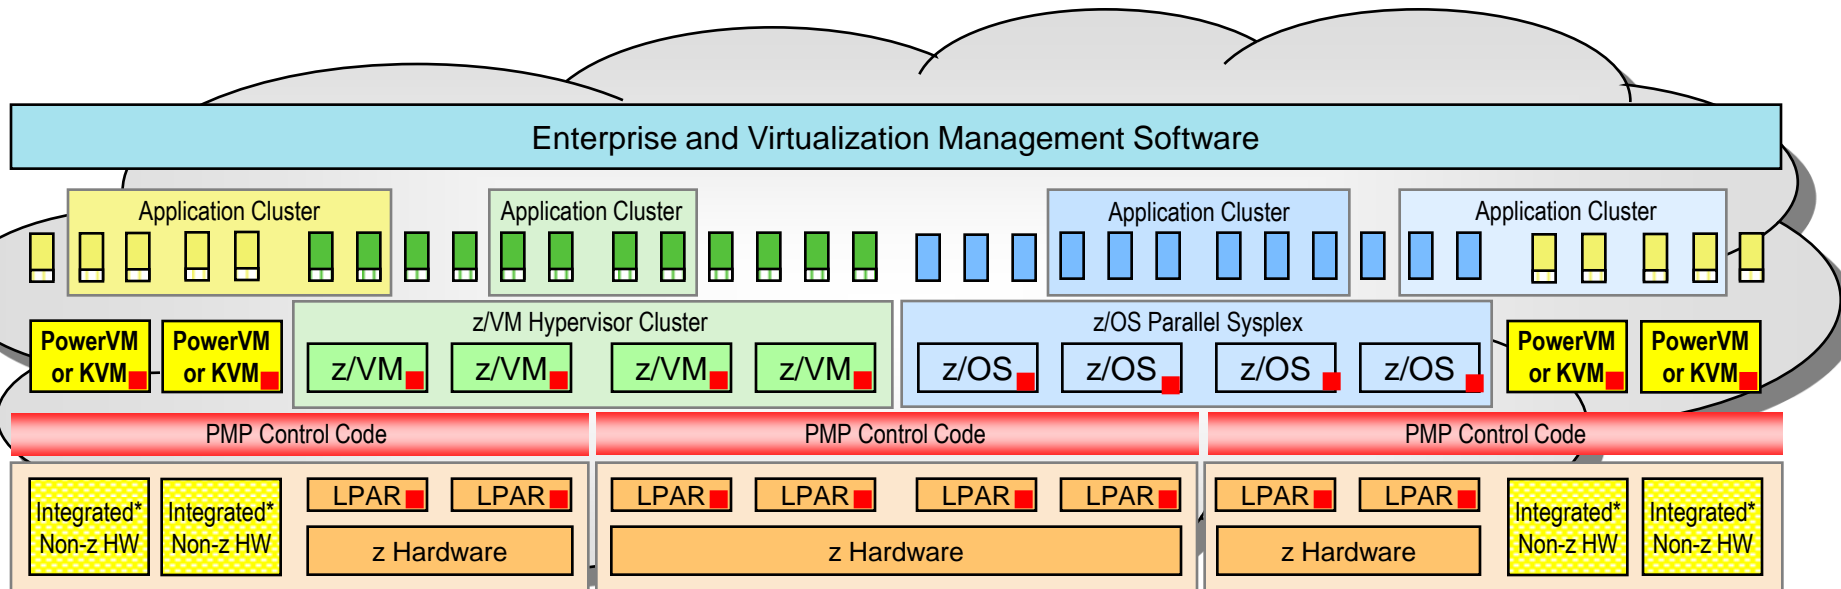 Enterprise and Virtualization Management Software
Application Cluster
Application Cluster
Application Cluster
Application Cluster
z/VM Hypervisor Cluster
z/OS Parallel Sysplex
PowerVM
or KVM
PowerVM
or KVM
z/VM
z/VM
z/VM
z/VM
z/OS
z/OS
z/OS
z/OS
PowerVM
or KVM
PowerVM
or KVM
PMP Control Code
PMP Control Code
PMP Control Code
Integrated*
Non-z HW
Integrated*
Non-z HW
LPAR
LPAR
z Hardware
LPAR
LPAR
LPAR
LPAR
z Hardware
LPAR
LPAR
z Hardware
Integrated*
Non-z HW
Integrated*
Non-z HW